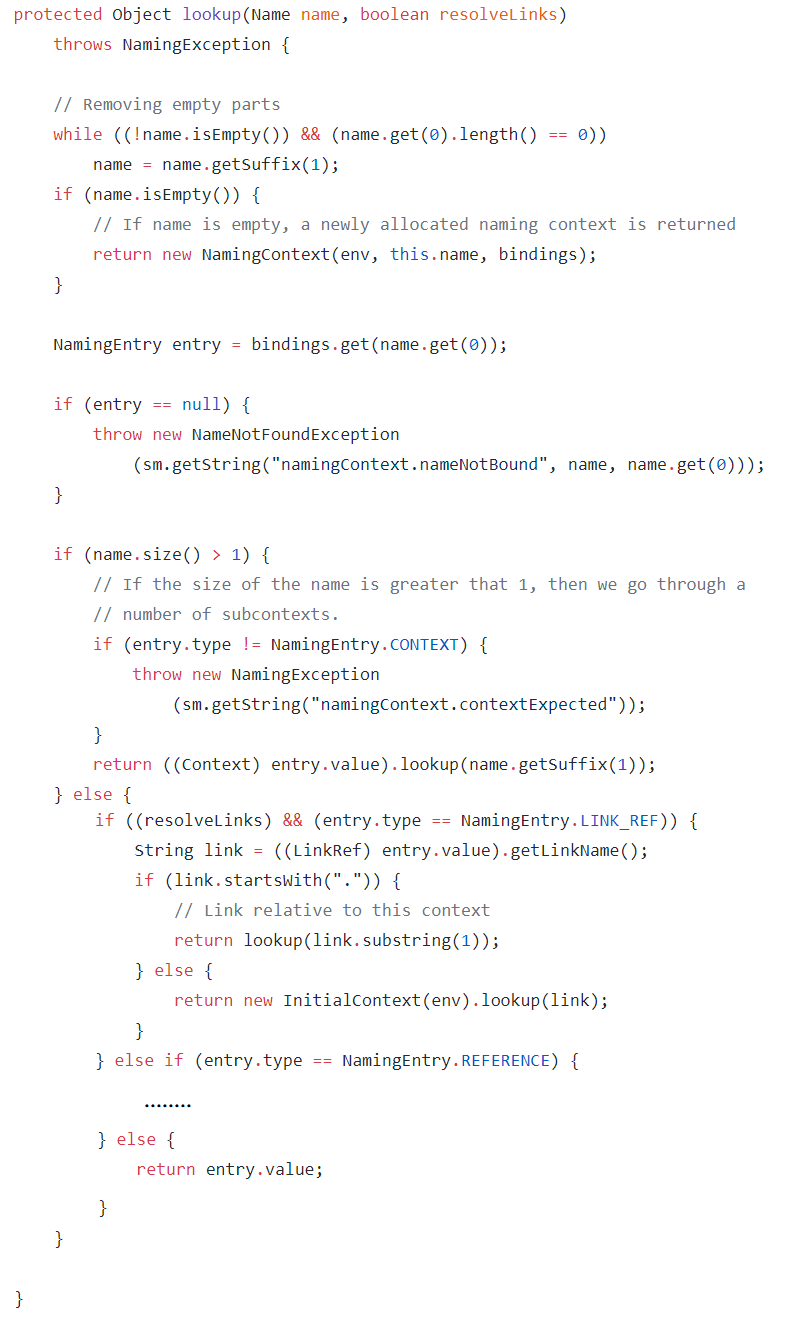 protected Object lookup(Name name, boolean resolveLinks)
    throws NamingException {

    // Removing empty parts
    while ((!name.isEmpty()) && (name.get(0).length() == 0))
        name = name.getSuffix(1);
    if (name.isEmpty()) {
        // If name is empty, a newly allocated naming context is returned
        return new NamingContext(env, this.name, bindings);
    }

    NamingEntry entry = bindings.get(name.get(0));

    if (entry == null) {
        throw new NameNotFoundException
            (sm.getString("namingContext.nameNotBound", name, name.get(0)));
    }

    if (name.size() > 1) {
        // If the size of the name is greater that 1, then we go through a
        // number of subcontexts.
        if (entry.type != NamingEntry.CONTEXT) {
            throw new NamingException
                (sm.getString("namingContext.contextExpected"));
        }
        return ((Context) entry.value).lookup(name.getSuffix(1));
    } else {
        if ((resolveLinks) && (entry.type == NamingEntry.LINK_REF)) {
            String link = ((LinkRef) entry.value).getLinkName();
            if (link.startsWith(".")) {
                // Link relative to this context
                return lookup(link.substring(1));
            } else {
                return new InitialContext(env).lookup(link);
            }
        } else if (entry.type == NamingEntry.REFERENCE) {
            ........
        } else {
            return entry.value;
        }
    }

}